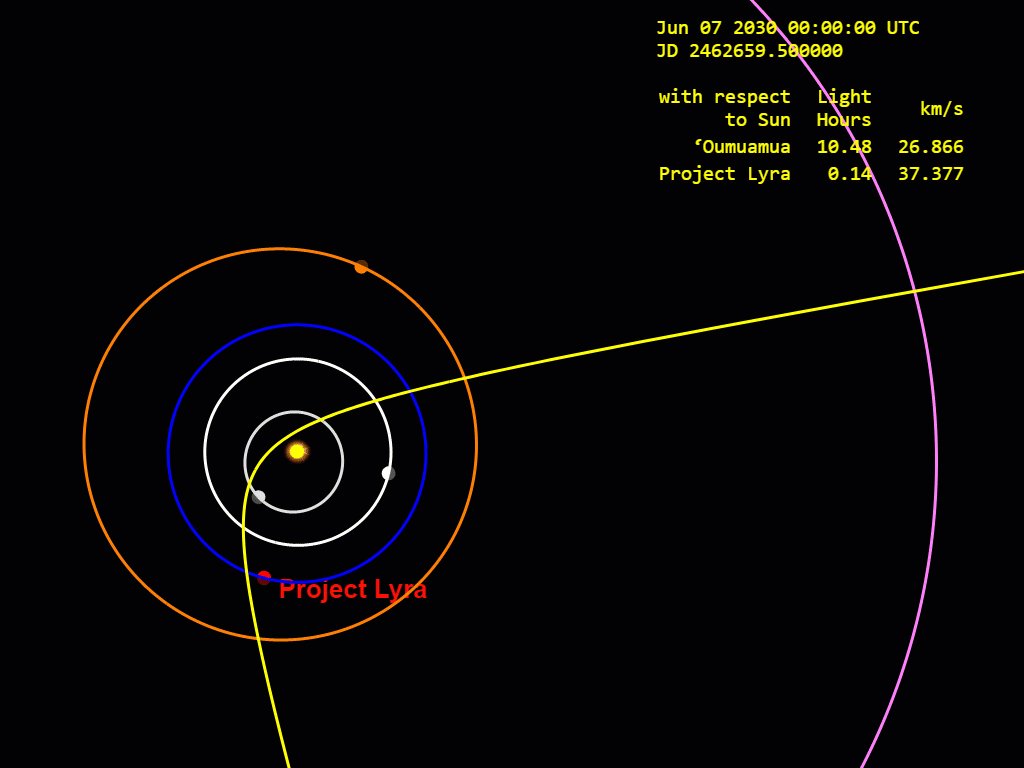 Jun 07 2030 00:00:00 UTC
JD 2462659.500000
with respect to Sun Light Hours km/s
ʻOumuamua 10.48 26.866
Project Lyra 0.14 37.377
Project Lyra